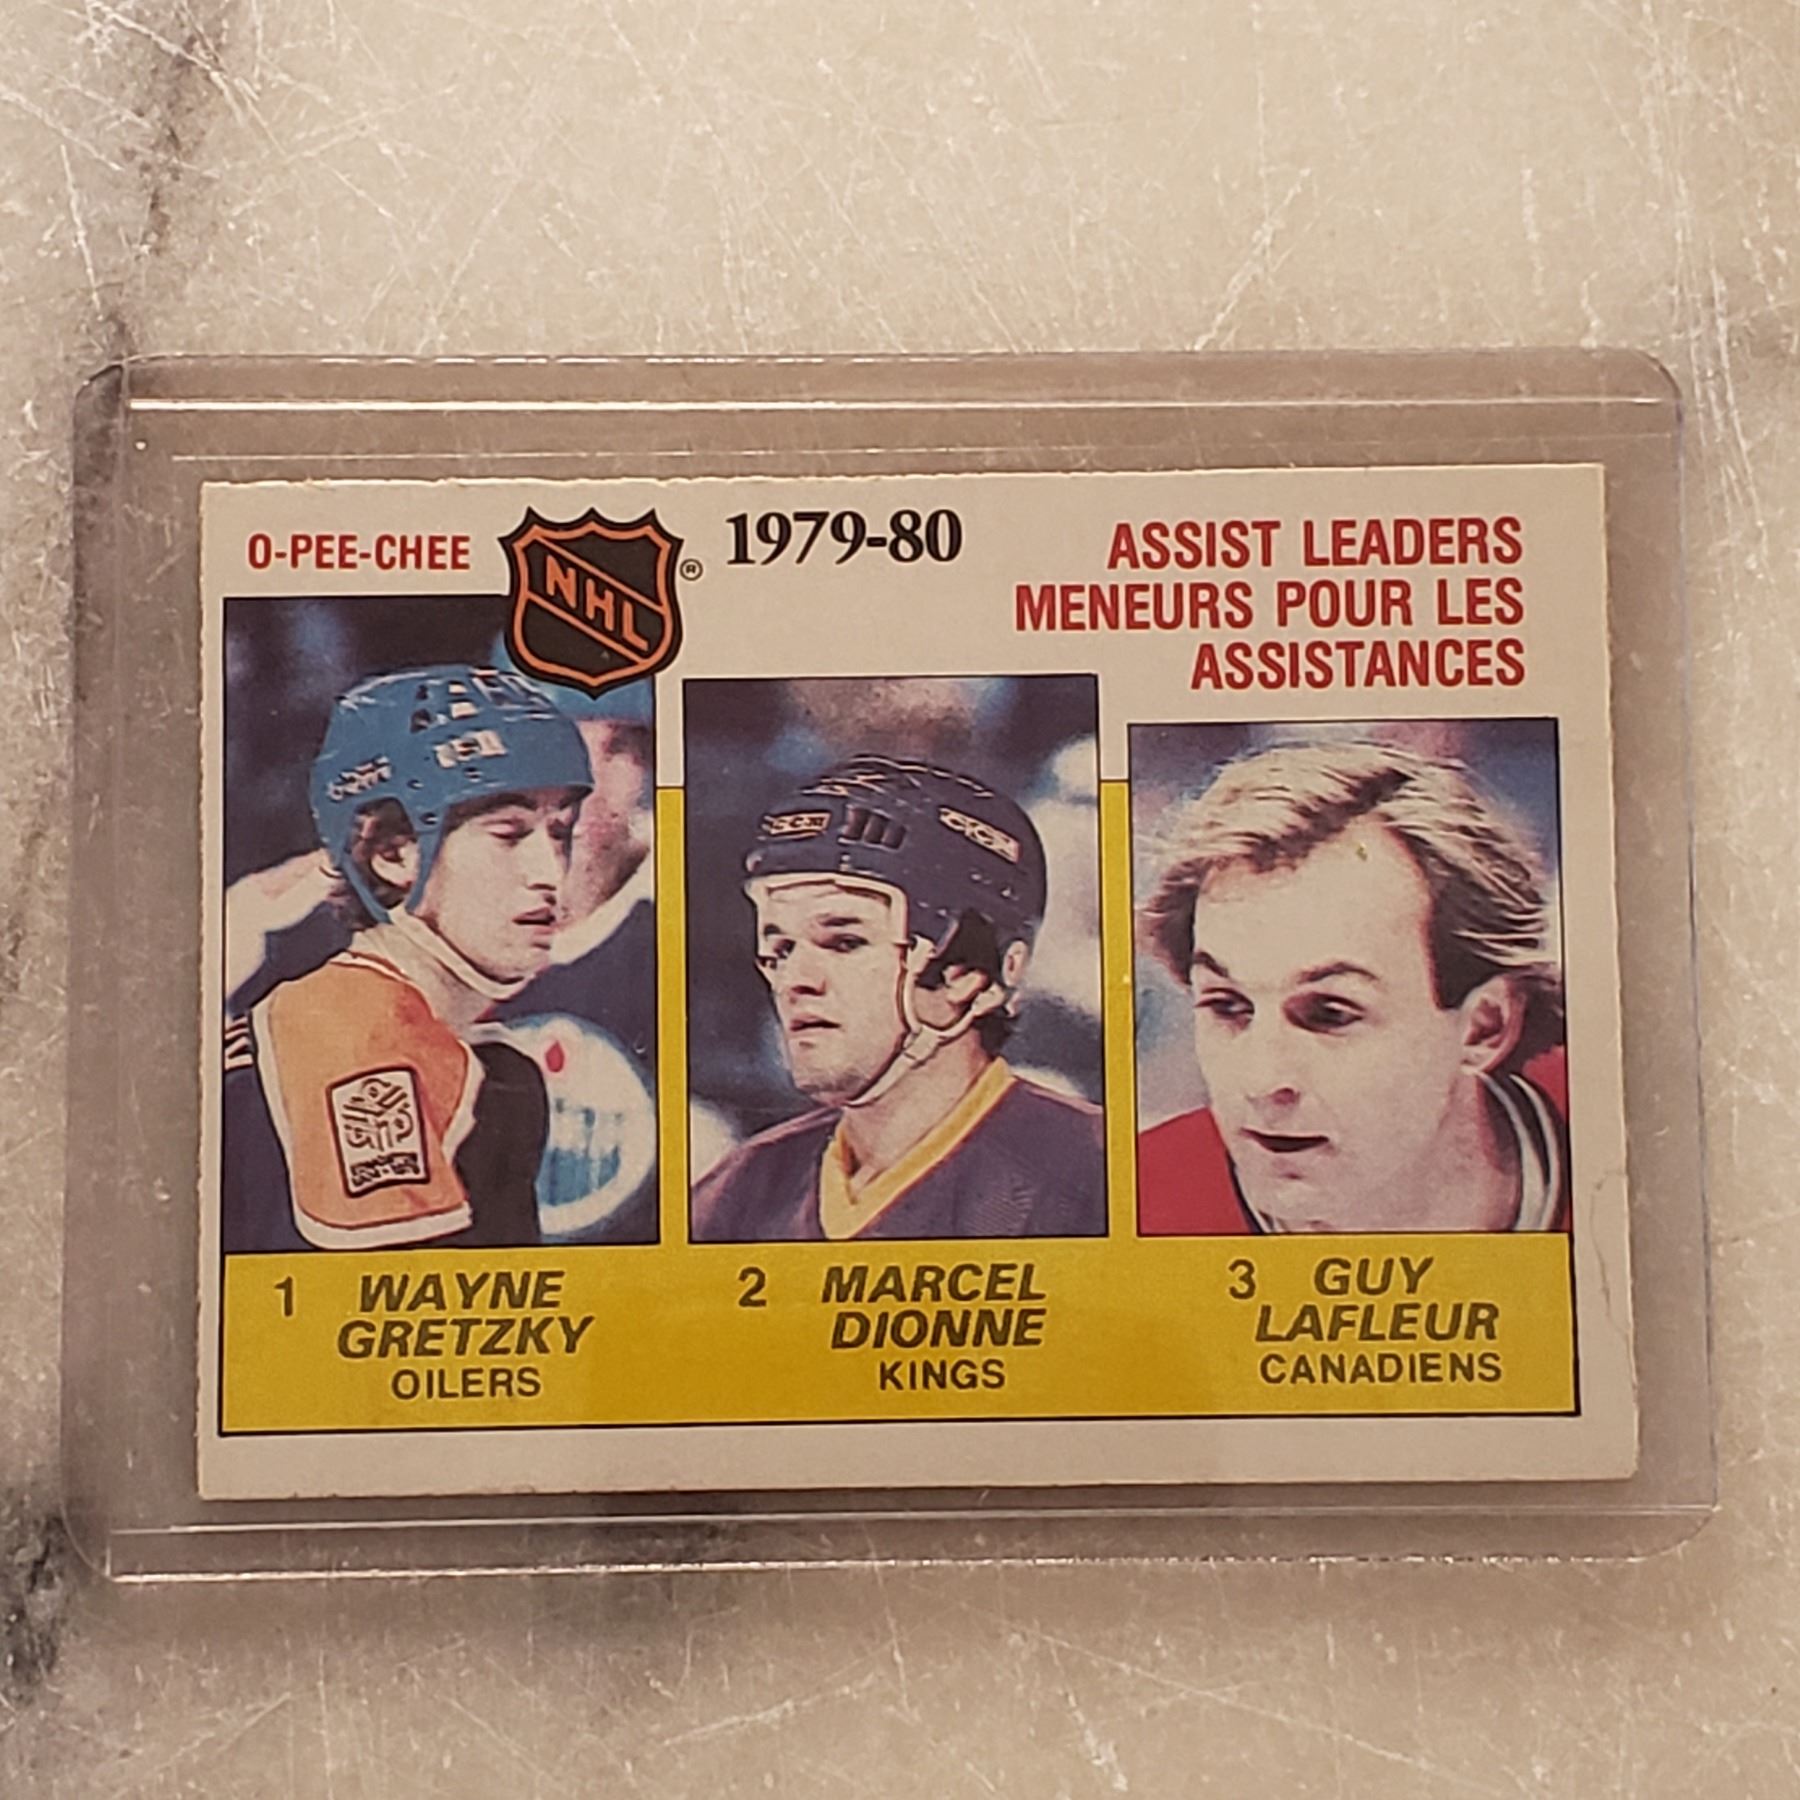 O-PEE-CHEE
NHL
®
1979-80
ASSIST LEADERS
MENEURS POUR LES
ASSISTANCES
CCM
1 WAYNE
GRETZKY
OILERS
2 MARCEL
DIONNE
KINGS
3 GUY
LAFLEUR
CANADIENS